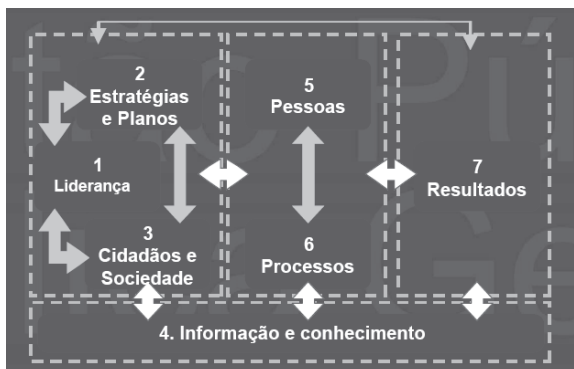 2
Estratégias
e Planos
1
Liderança
3
Cidadãos e
Sociedade
5
Pessoas
6
Processos
7
Resultados
4. Informação e conhecimento